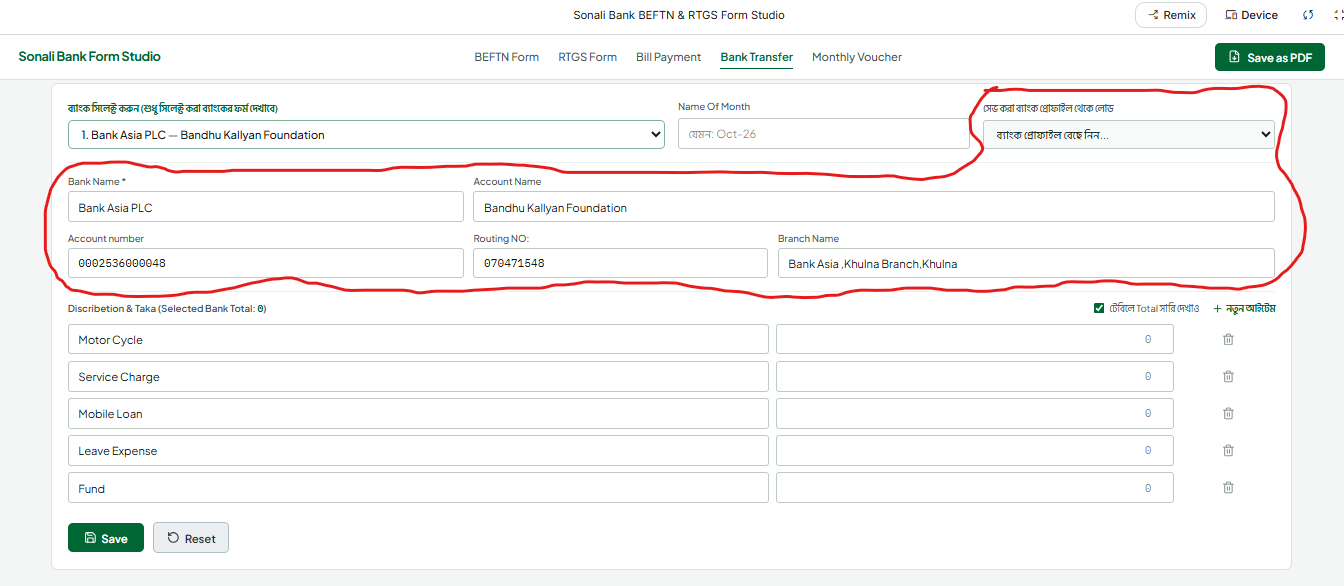 Sonali Bank BEFTN & RTGS Form Studio
Remix
Device
Sonali Bank Form Studio
BEFTN Form RTGS Form Bill Payment Bank Transfer Monthly Voucher
Save as PDF
ব্যাংক সিলেক্ট করুন (শুধু সিলেক্ট করা ব্যাংকের ফর্ম দেখাবে)
Name Of Month
সেভ করা ব্যাংক প্রোফাইল থেকে লোড
1. Bank Asia PLC — Bandhu Kallyan Foundation
যেমন: Oct-26
ব্যাংক প্রোফাইল বেছে নিন...
Bank Name *
Account Name
Bank Asia PLC
Bandhu Kallyan Foundation
Account number
Routing NO:
Branch Name
0002536000048
070471548
Bank Asia ,Khulna Branch,Khulna
Discribetion & Taka (Selected Bank Total: 0)
টেবিলে Total সারি দেখাও
+ নতুন আইটেম
Motor Cycle 0
Service Charge 0
Mobile Loan 0
Leave Expense 0
Fund 0
Save
Reset